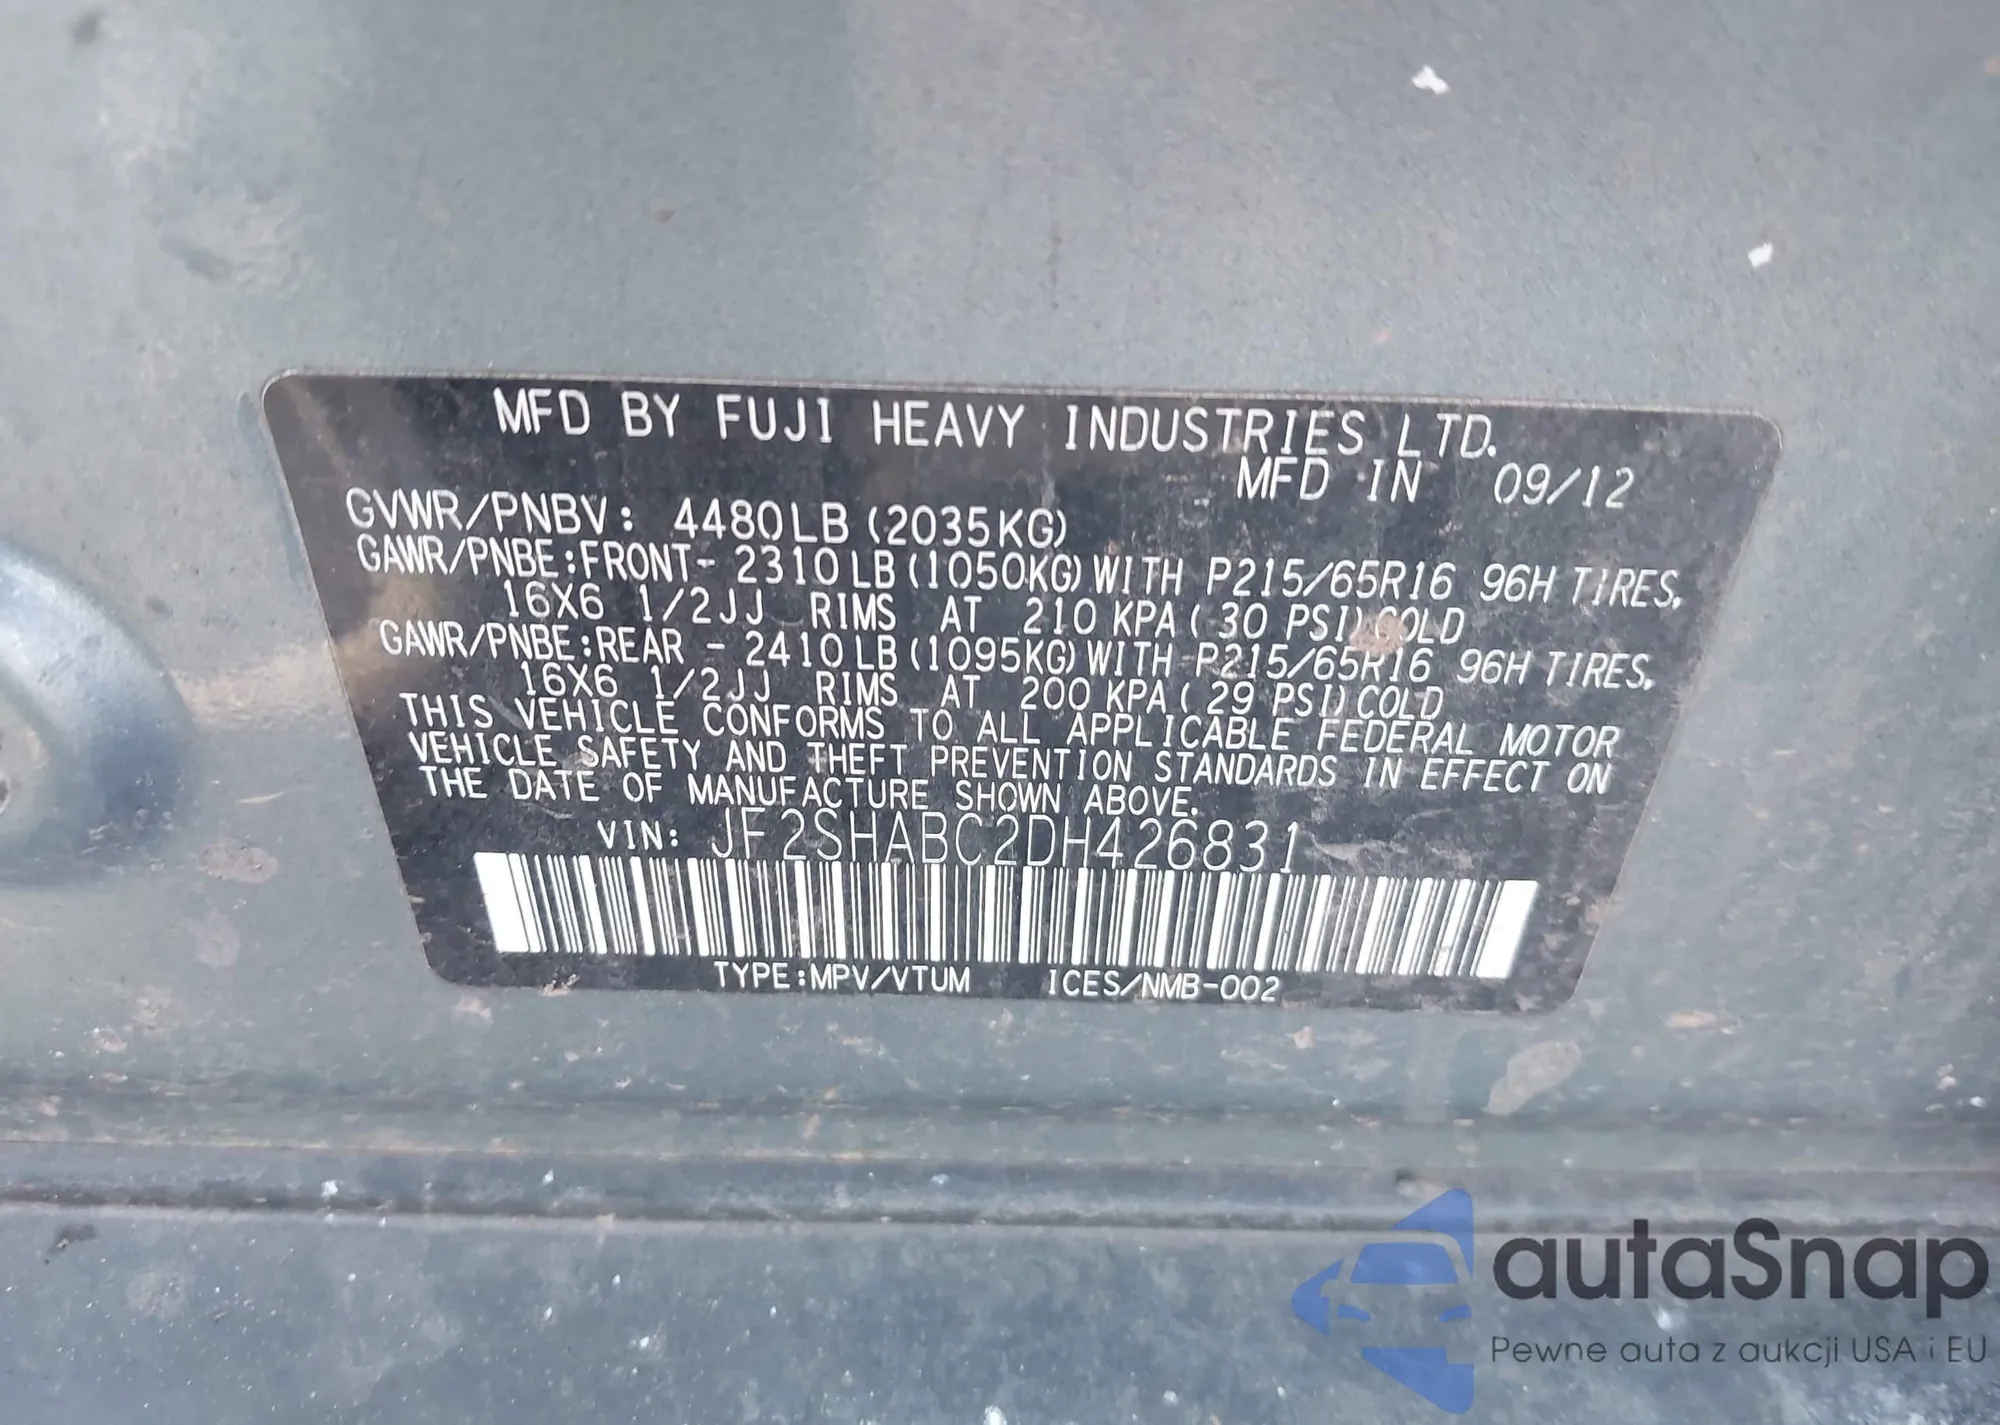 MFD BY FUJI HEAVY INDUSTRIES LTD.
MFD IN 09/12
GVWR/PNBV: 4480LB (2035KG)
GAWR/PNBE:FRONT- 2310LB (1050KG) WITH P215/65R16 96H TIRES,
16X6 1/2JJ RIMS AT 210 KPA ( 30 PSI) COLD
GAWR/PNBE:REAR - 2410LB (1095KG) WITH P215/65R16 96H TIRES,
16X6 1/2JJ RIMS AT 200 KPA ( 29 PSI) COLD
THIS VEHICLE CONFORMS TO ALL APPLICABLE FEDERAL MOTOR
VEHICLE SAFETY AND THEFT PREVENTION STANDARDS IN EFFECT ON
THE DATE OF MANUFACTURE SHOWN ABOVE.
VIN: JF2SHABC2DH426831
TYPE:MPV/VTUM ICES/NMB-002
autaSnap
Pewne auta z aukcji USA i EU